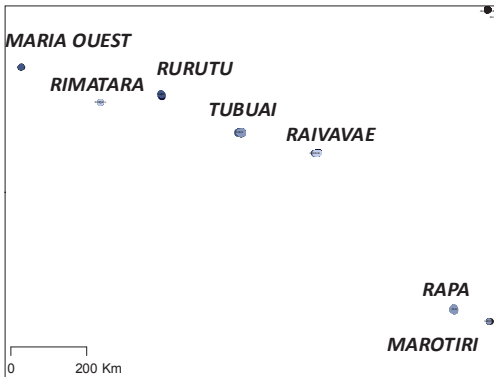 MARIA OUEST
RURUTU
RIMATARA
TUBUAI
RAIVAVAE
RAPA
MAROTIRI
0 200 Km